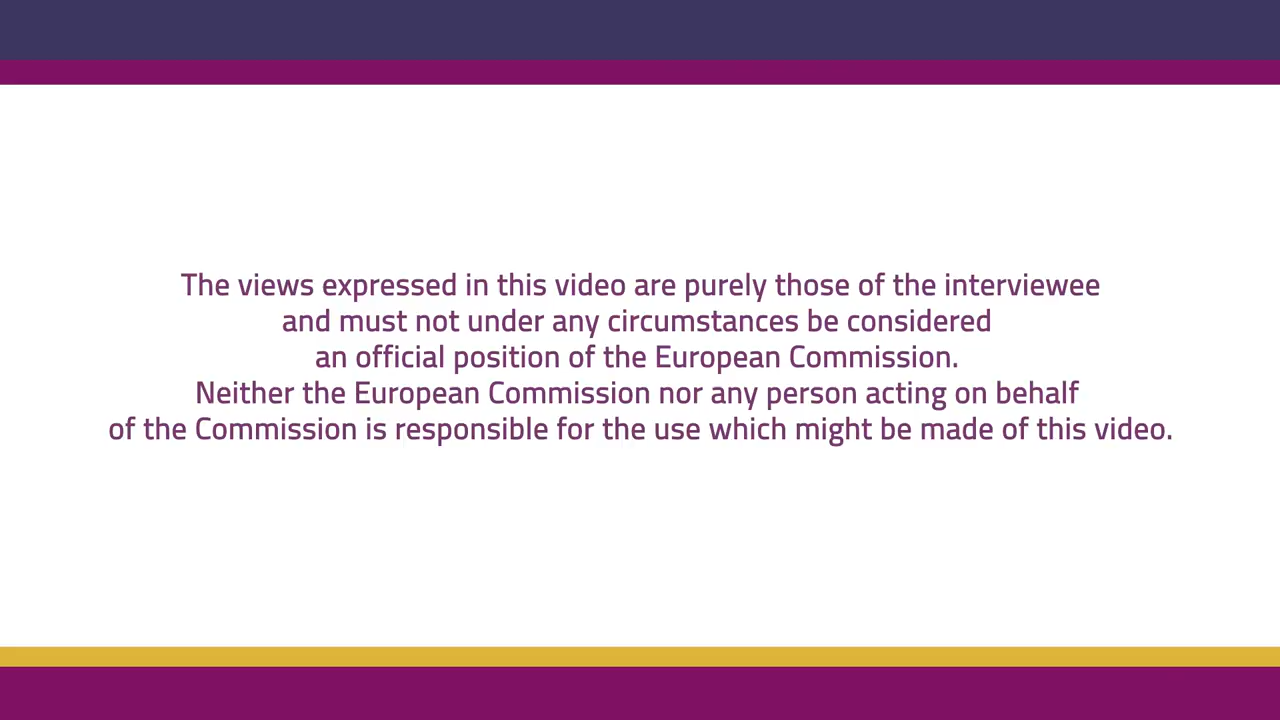 The views expressed in this video are purely those of the interviewee
and must not under any circumstances be considered
an official position of the European Commission.
Neither the European Commission nor any person acting on behalf
of the Commission is responsible for the use which might be made of this video.